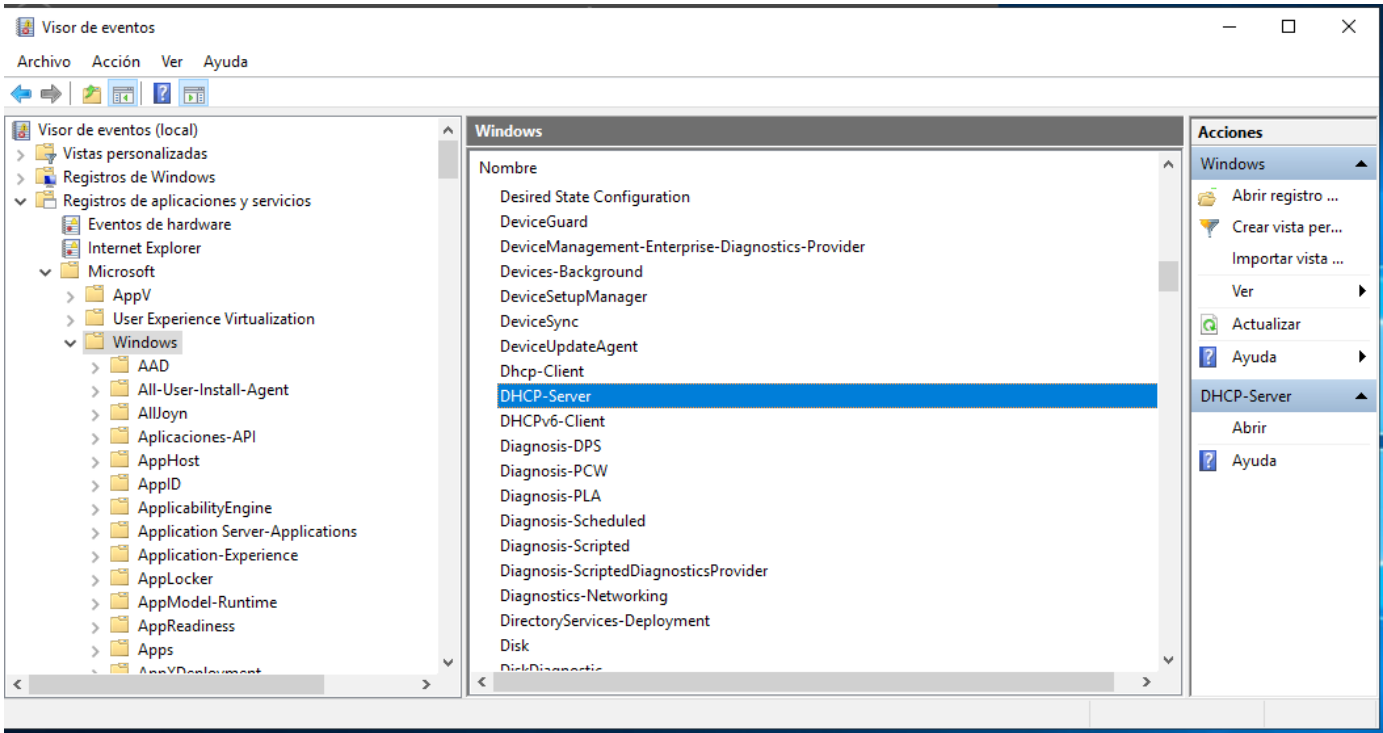 Visor de eventos
Archivo Acción Ver Ayuda
Visor de eventos (local)
Vistas personalizadas
Registros de Windows
Registros de aplicaciones y servicios
Eventos de hardware
Internet Explorer
Microsoft
AppV
User Experience Virtualization
Windows
AAD
All-User-Install-Agent
AllJoyn
Aplicaciones-API
AppHost
AppID
ApplicabilityEngine
Application Server-Applications
Application-Experience
AppLocker
AppModel-Runtime
AppReadiness
Apps
AppXDeployment
Windows
Nombre
Desired State Configuration
DeviceGuard
DeviceManagement-Enterprise-Diagnostics-Provider
Devices-Background
DeviceSetupManager
DeviceSync
DeviceUpdateAgent
Dhcp-Client
DHCP-Server
DHCPv6-Client
Diagnosis-DPS
Diagnosis-PCW
Diagnosis-PLA
Diagnosis-Scheduled
Diagnosis-Scripted
Diagnosis-ScriptedDiagnosticsProvider
Diagnostics-Networking
DirectoryServices-Deployment
Disk
DiskDiagnostic
Acciones
Windows
Abrir registro ...
Crear vista per...
Importar vista ...
Ver
Actualizar
Ayuda
DHCP-Server
Abrir
Ayuda